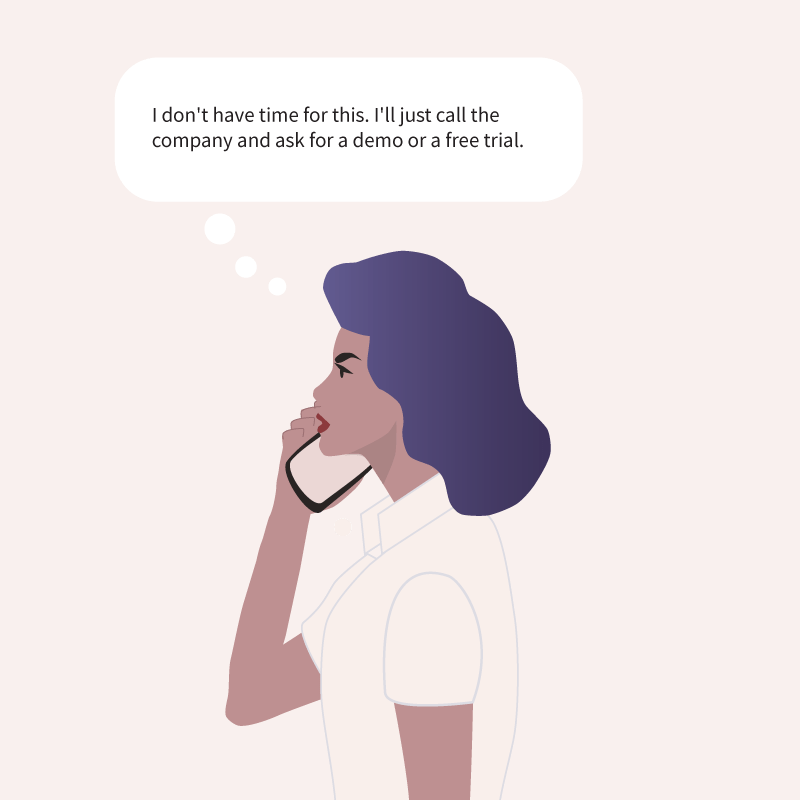 I don't have time for this. I'll just call the
company and ask for a demo or a free trial.